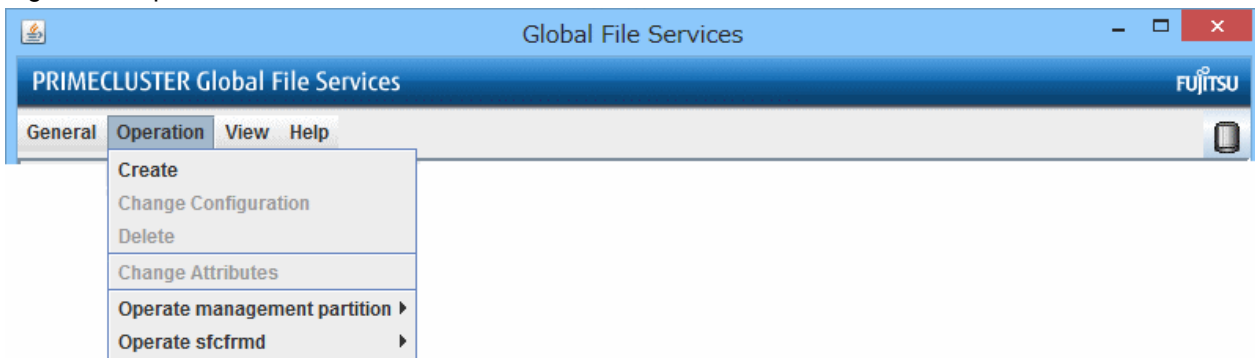 Global File Services
PRIMECLUSTER Global File Services
FUJITSU
General Operation View Help
Create
Change Configuration
Delete
Change Attributes
Operate management partition
Operate sfcfrmd